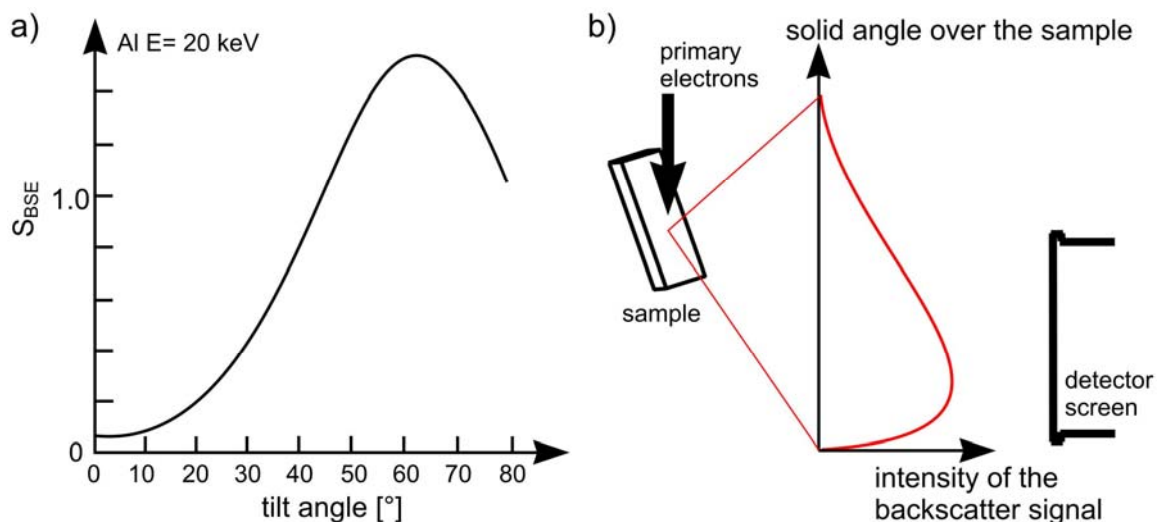 a)
Al E= 20 keV
S_BSE
1.0
0
0 10 20 30 40 50 60 70 80
tilt angle [°]
b)
solid angle over the sample
primary
electrons
sample
detector
screen
intensity of the
backscatter signal